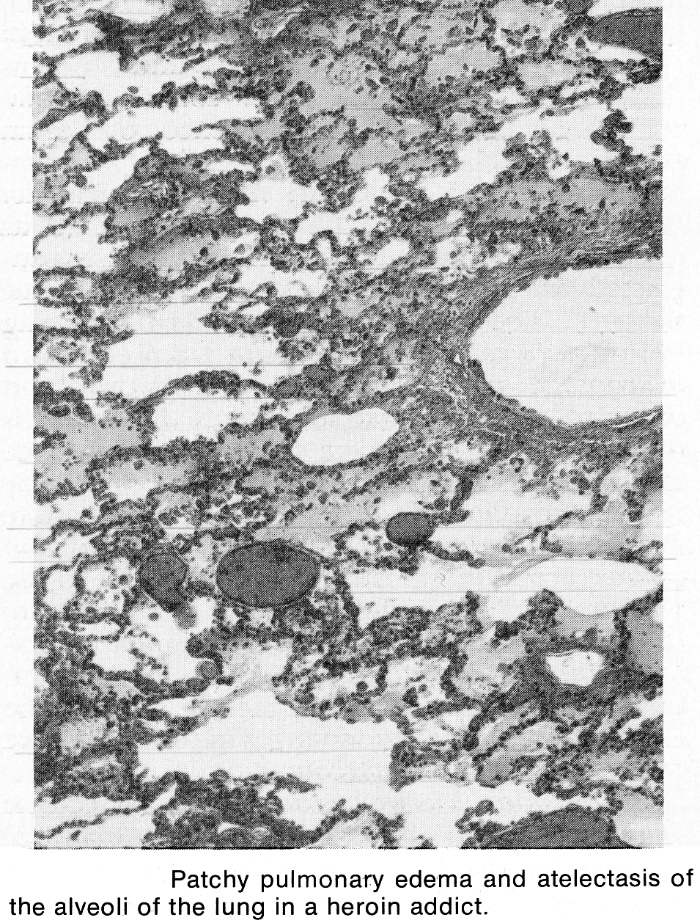 Patchy pulmonary edema and atelectasis of
the alveoli of the lung in a heroin addict.